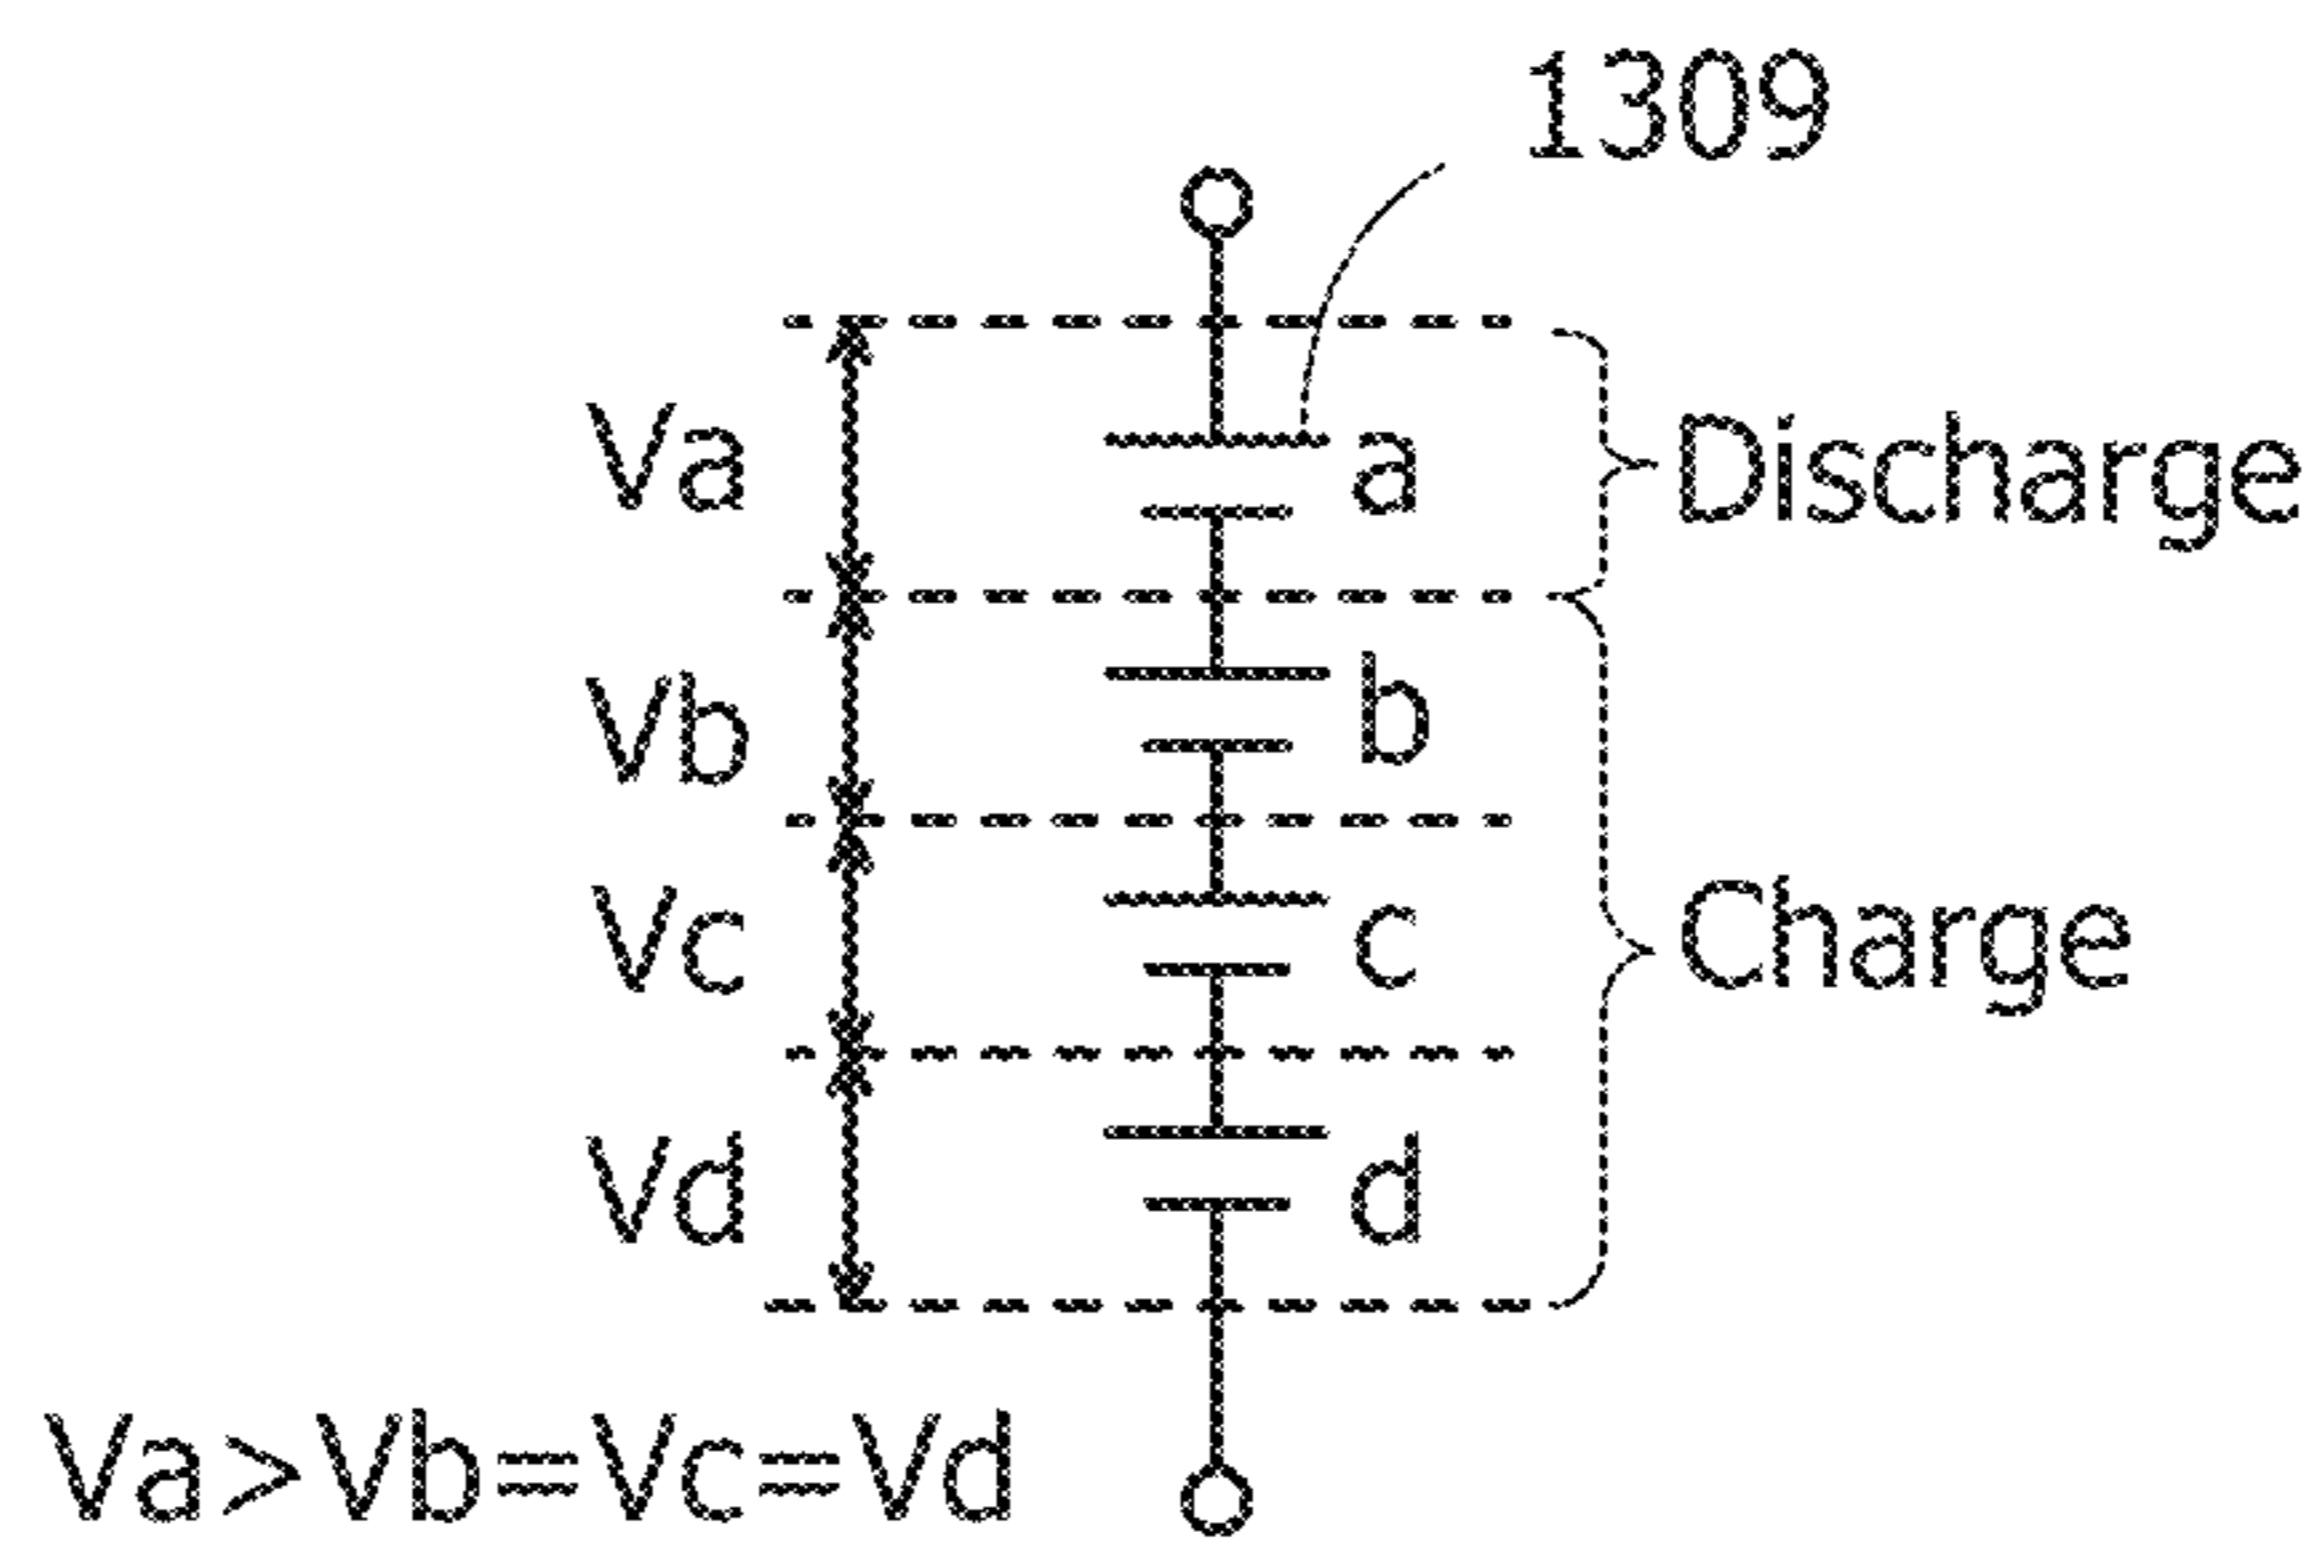 1309
Va
a
Discharge
Vb
b
Vc
c
Charge
Vd
d
Va>Vb=Vc=Vd